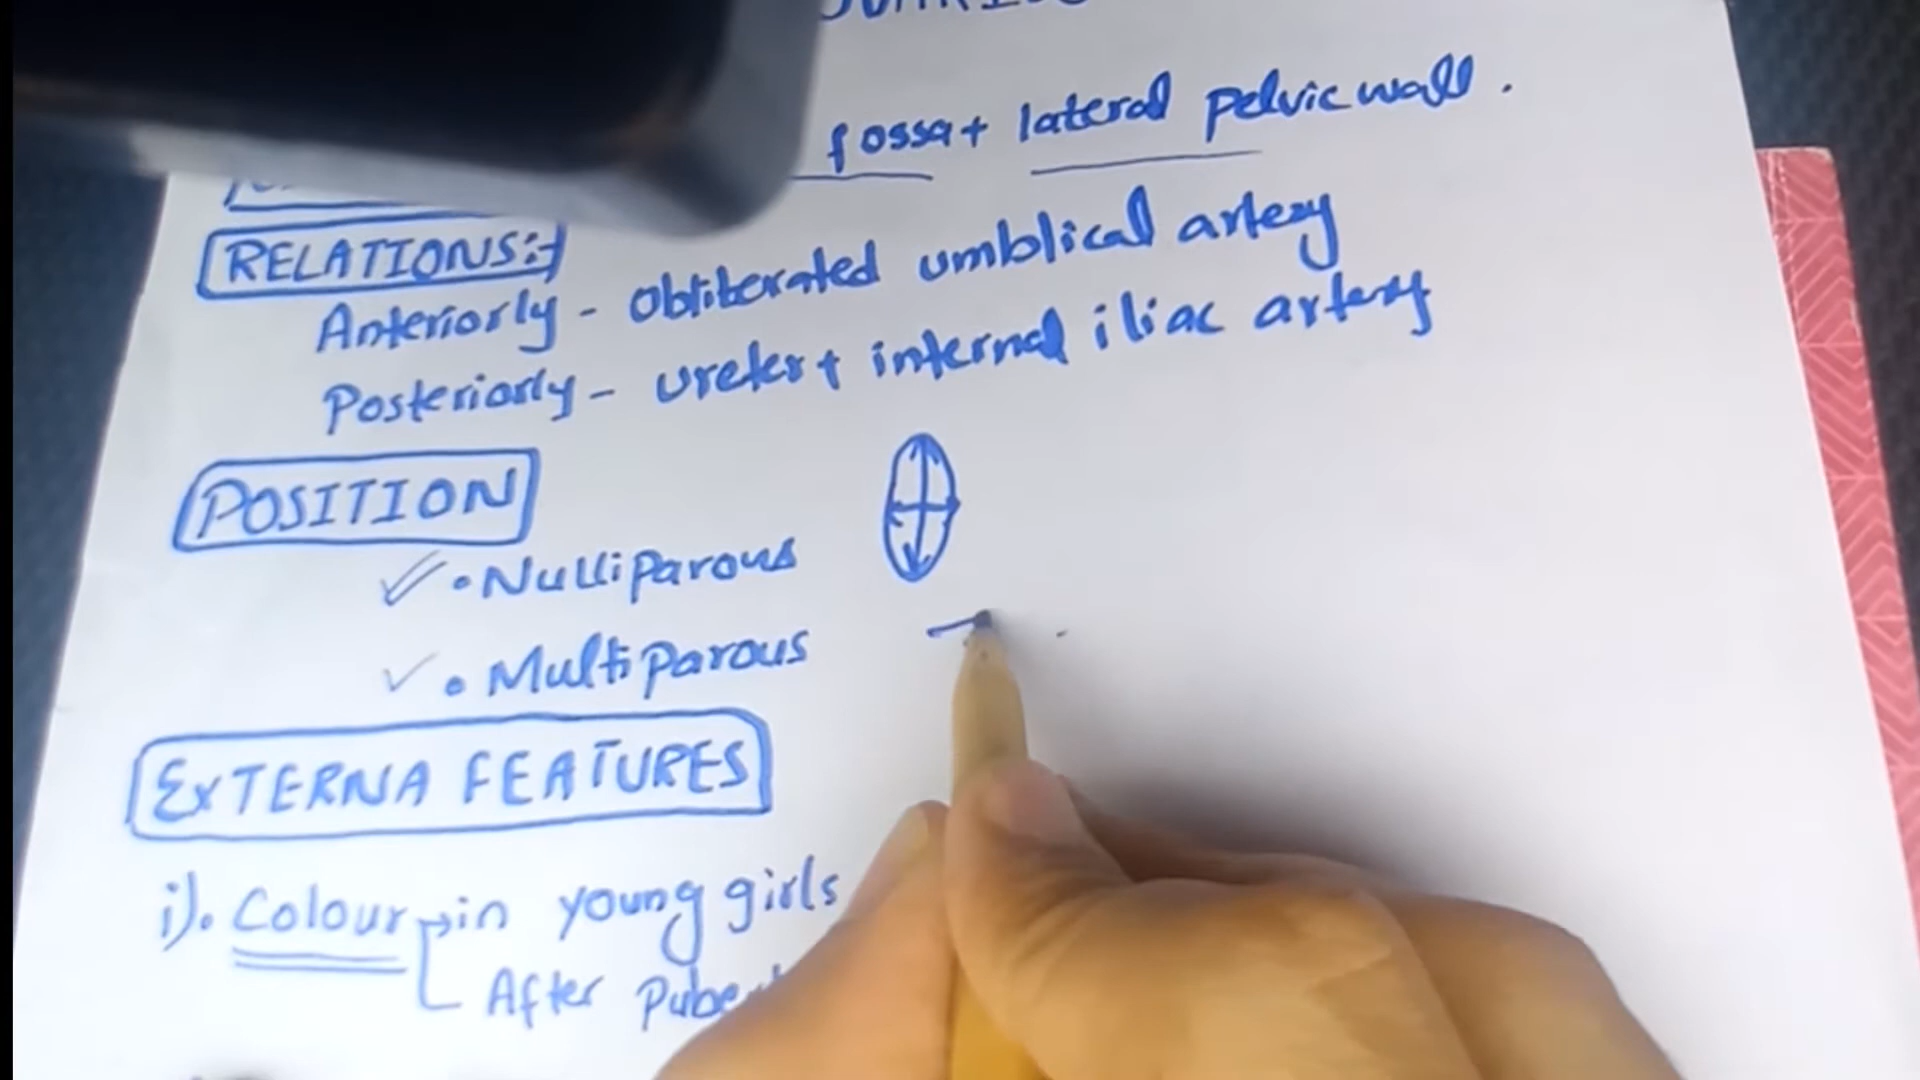 fossa + lateral pelvic wall.
RELATIONS:-
Anteriorly - Obliterated umblical artery
Posteriorly - ureter + internal iliac artery
POSITION
✓ • Nulliparous
✓ • Multiparous
EXTERNA FEATURES
i). Colour → in young girls
After